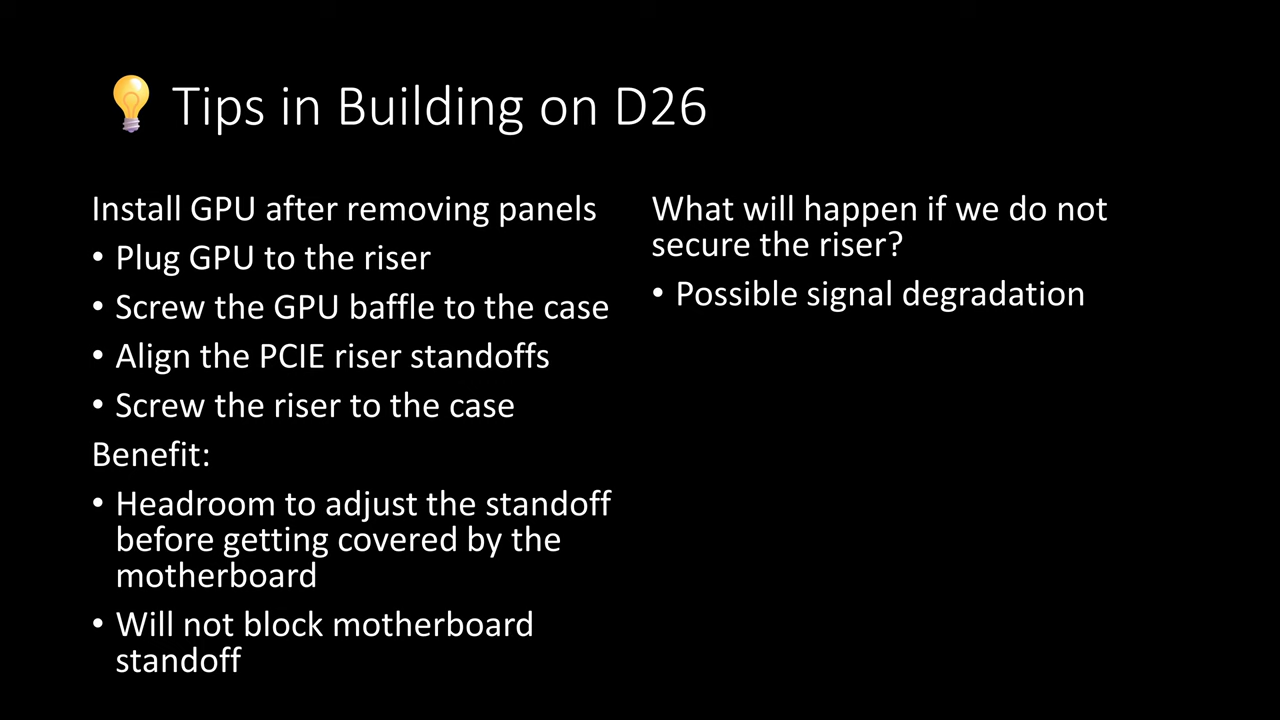 💡 Tips in Building on D26
Install GPU after removing panels
• Plug GPU to the riser
• Screw the GPU baffle to the case
• Align the PCIE riser standoffs
• Screw the riser to the case
Benefit:
• Headroom to adjust the standoff
before getting covered by the
motherboard
• Will not block motherboard
standoff
What will happen if we do not
secure the riser?
• Possible signal degradation